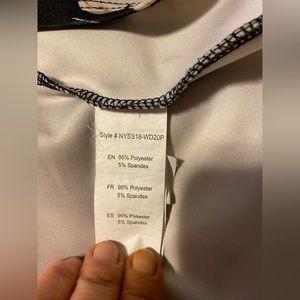 Style # NYSS18-WD20P
EN 95% Polyester
5% Spandex
FR 95% Polyester
5% Spandex
ES 95% Polyester
5% Spandex